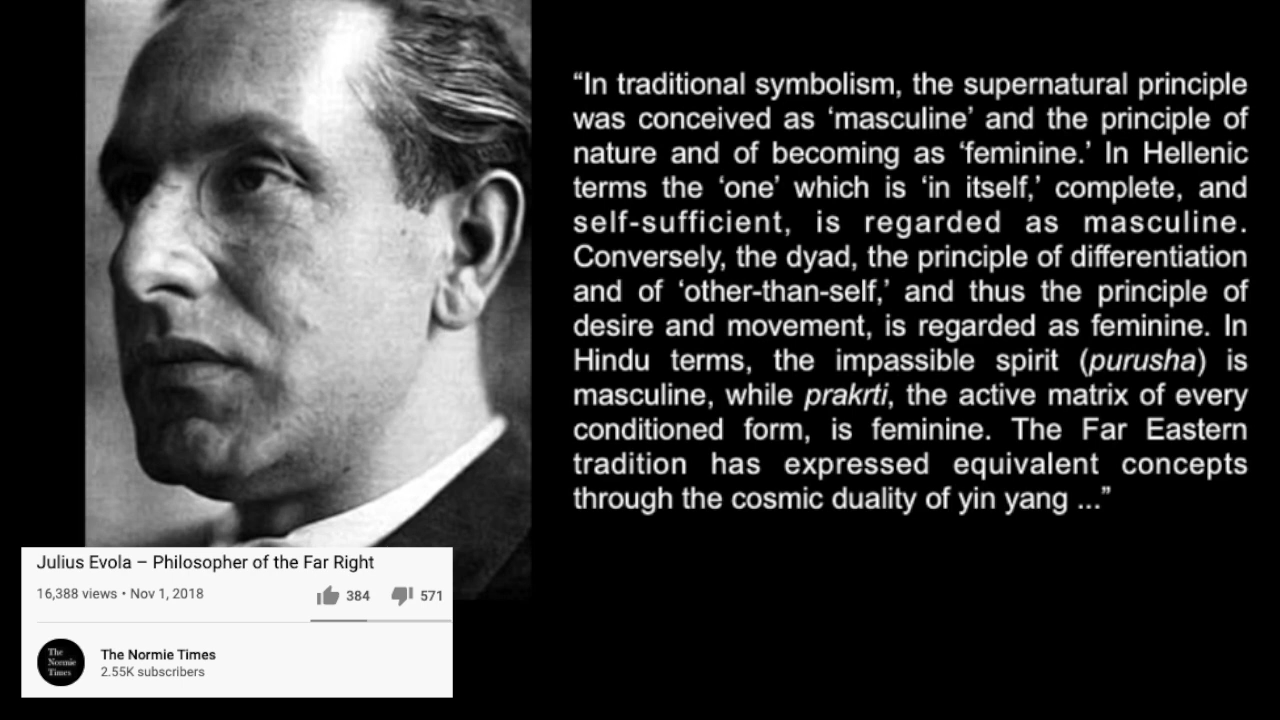 “In traditional symbolism, the supernatural principle
was conceived as ‘masculine’ and the principle of
nature and of becoming as ‘feminine.’ In Hellenic
terms the ‘one’ which is ‘in itself,’ complete, and
self-sufficient, is regarded as masculine.
Conversely, the dyad, the principle of differentiation
and of ‘other-than-self,’ and thus the principle of
desire and movement, is regarded as feminine. In
Hindu terms, the impassible spirit (purusha) is
masculine, while prakrti, the active matrix of every
conditioned form, is feminine. The Far Eastern
tradition has expressed equivalent concepts
through the cosmic duality of yin yang ...”
Julius Evola – Philosopher of the Far Right
16,388 views • Nov 1, 2018
384
571
The
Normie
Times
The Normie Times
2.55K subscribers